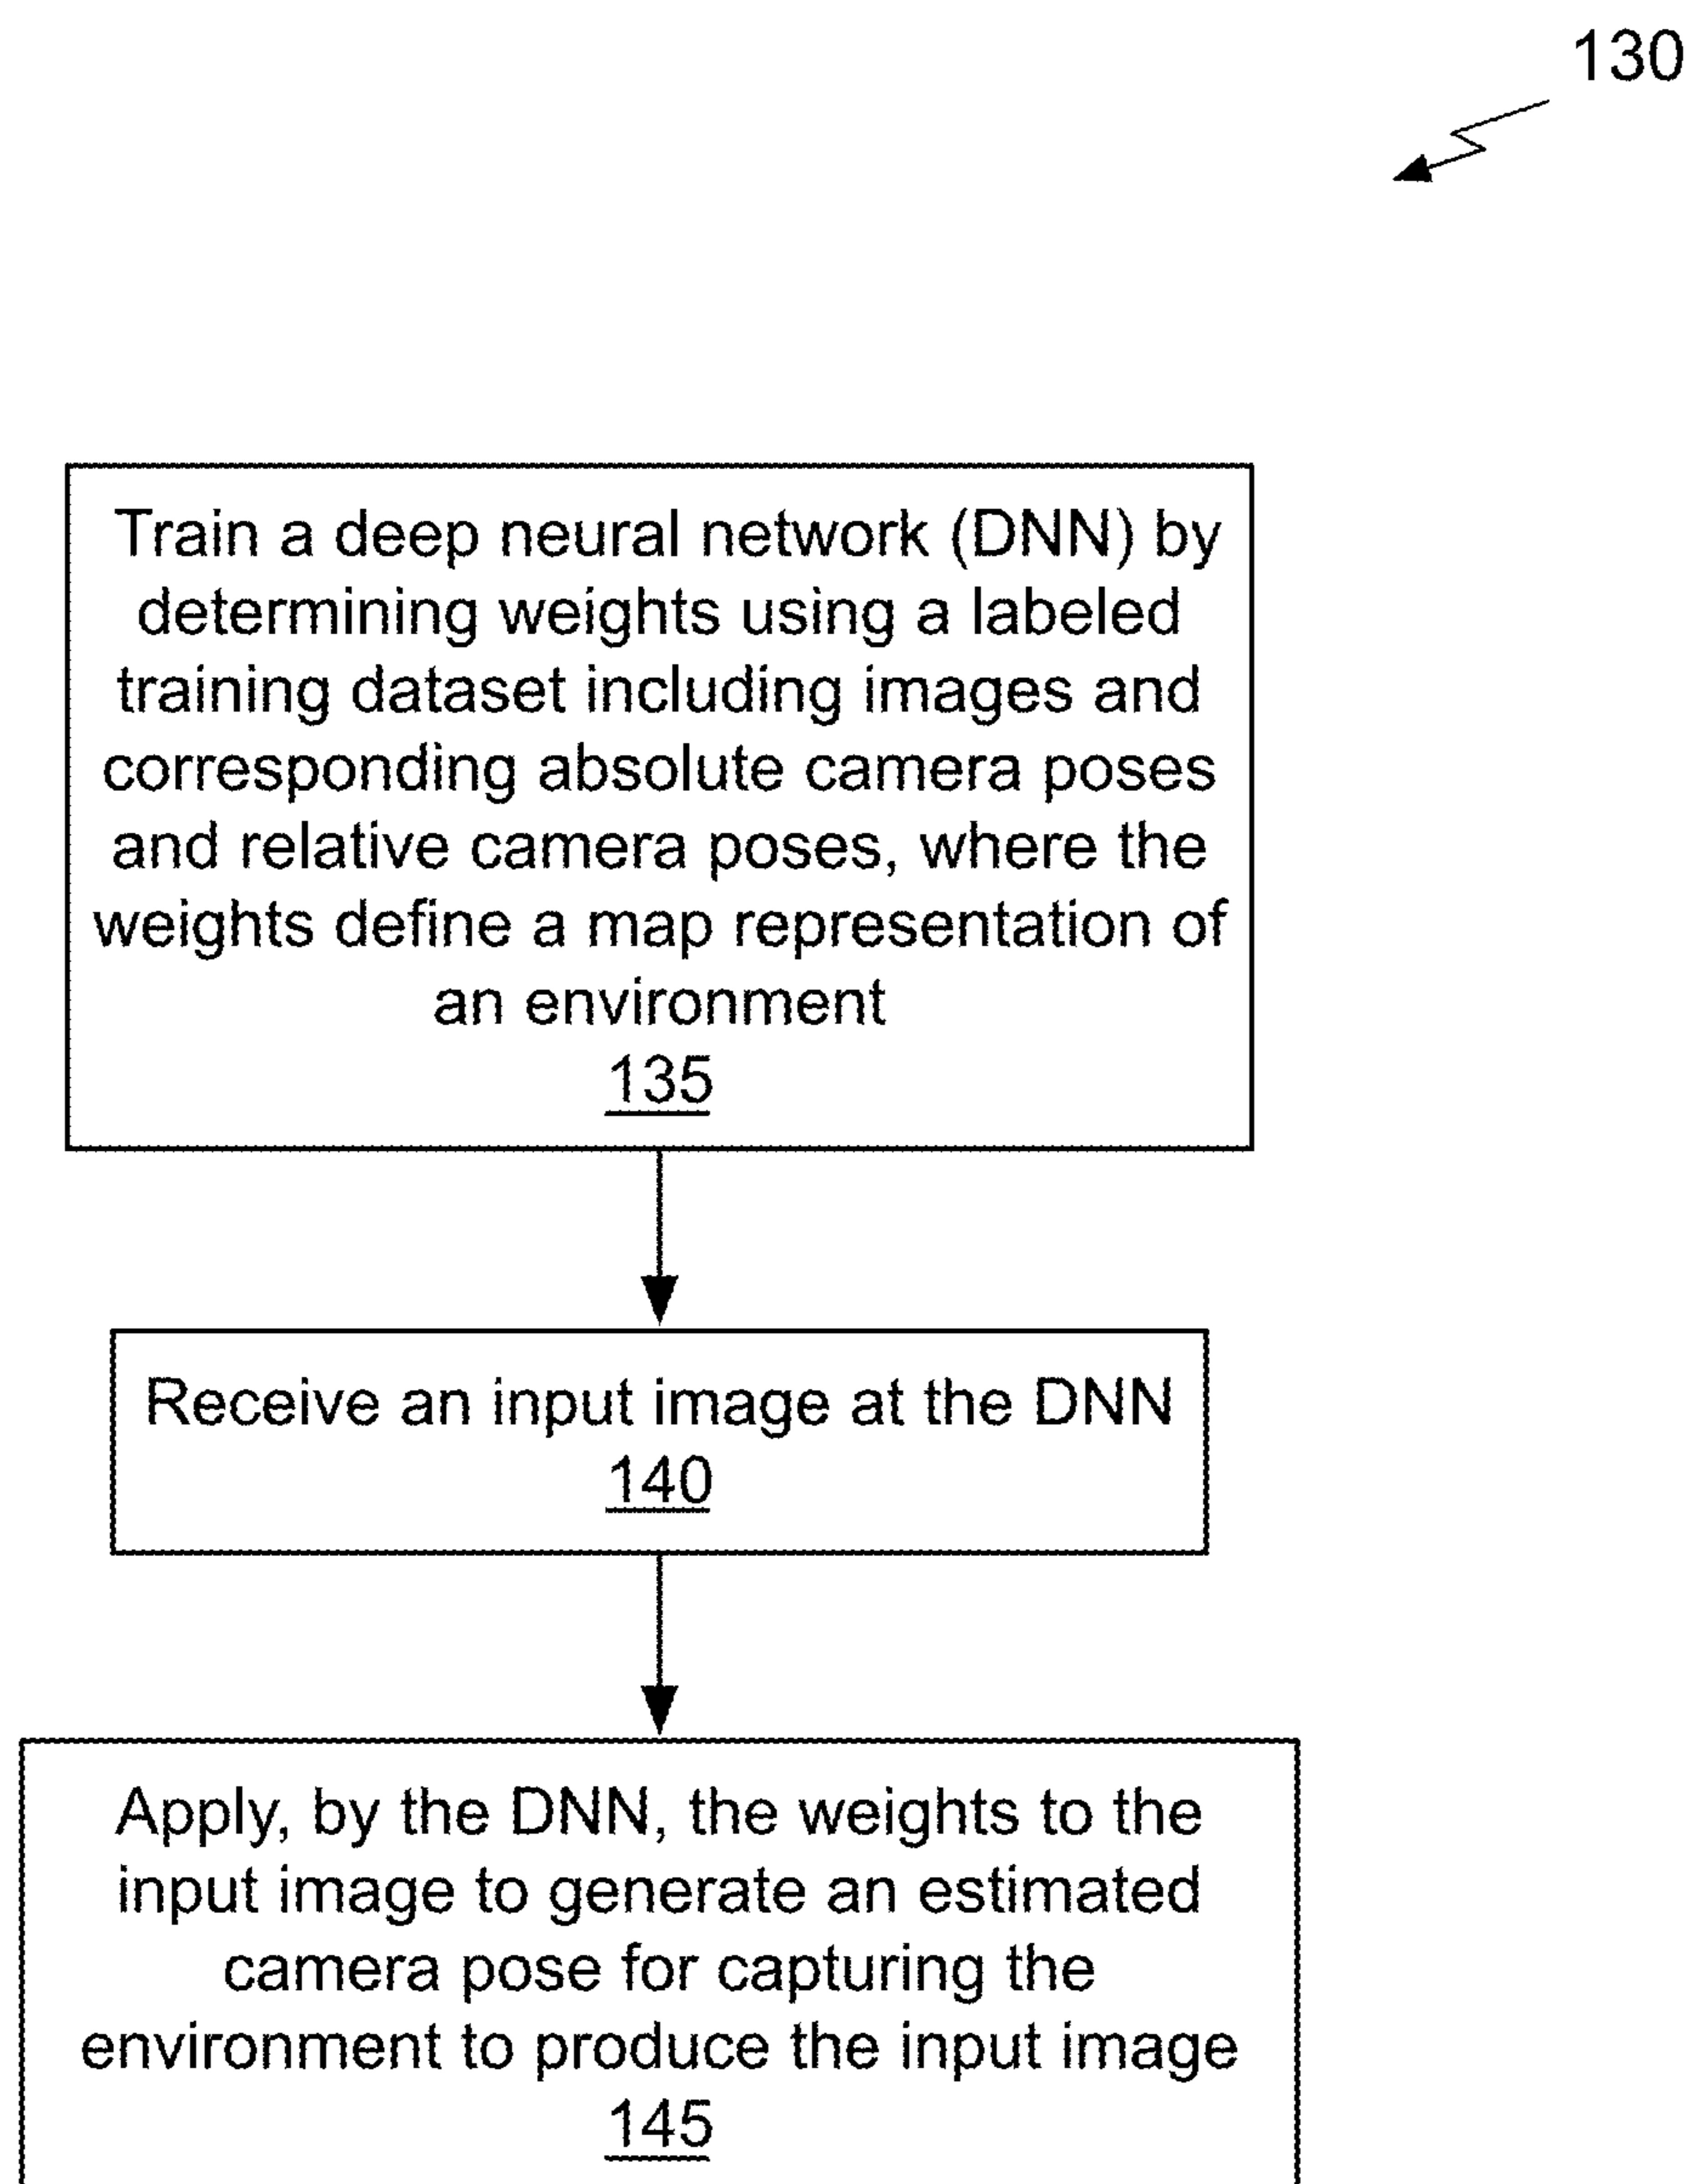 130
Train a deep neural network (DNN) by
determining weights using a labeled
training dataset including images and
corresponding absolute camera poses
and relative camera poses, where the
weights define a map representation of
an environment
135
Receive an input image at the DNN
140
Apply, by the DNN, the weights to the
input image to generate an estimated
camera pose for capturing the
environment to produce the input image
145